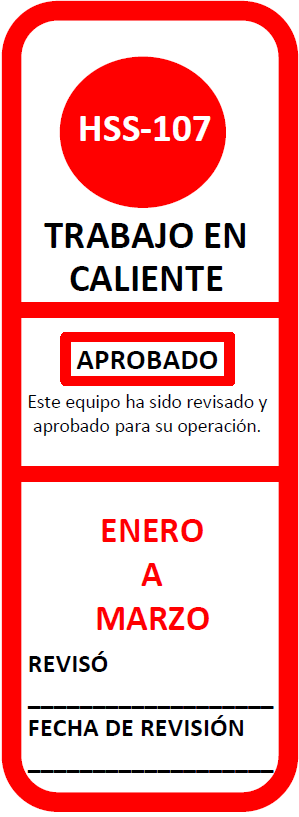 HSS-107
TRABAJO EN
CALIENTE
APROBADO
Este equipo ha sido revisado y
aprobado para su operación.
ENERO
A
MARZO
REVISÓ
FECHA DE REVISIÓN